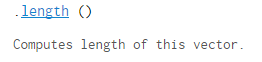 .length ()
Computes length of this vector.